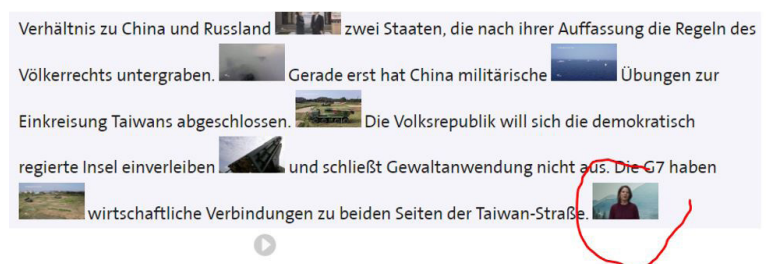 Verhältnis zu China und Russland zwei Staaten, die nach ihrer Auffassung die Regeln des
Völkerrechts untergraben. Gerade erst hat China militärische Übungen zur
Einkreisung Taiwans abgeschlossen. Die Volksrepublik will sich die demokratisch
regierte Insel einverleiben und schließt Gewaltanwendung nicht aus. Die G7 haben
wirtschaftliche Verbindungen zu beiden Seiten der Taiwan-Straße.